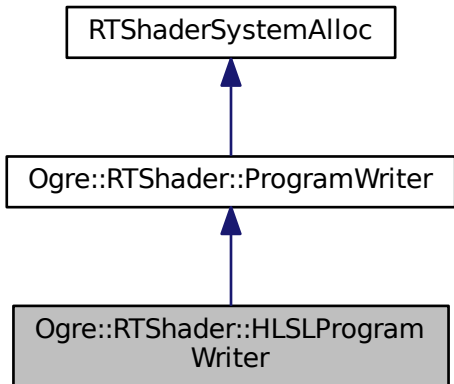 RTShaderSystemAlloc
Ogre::RTShader::ProgramWriter
Ogre::RTShader::HLSLProgram
Writer